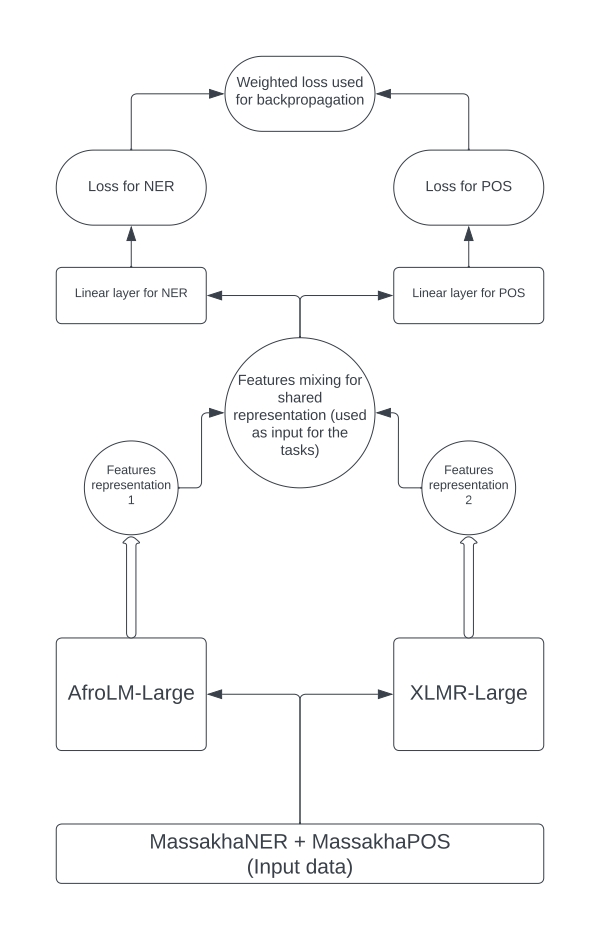 Weighted loss used
for backpropagation
Loss for NER
Loss for POS
Linear layer for NER
Linear layer for POS
Features mixing for
shared
representation (used
as input for the
tasks)
Features
representation
1
Features
representation
2
AfroLM-Large
XLMR-Large
MassakhaNER + MassakhaPOS
(Input data)